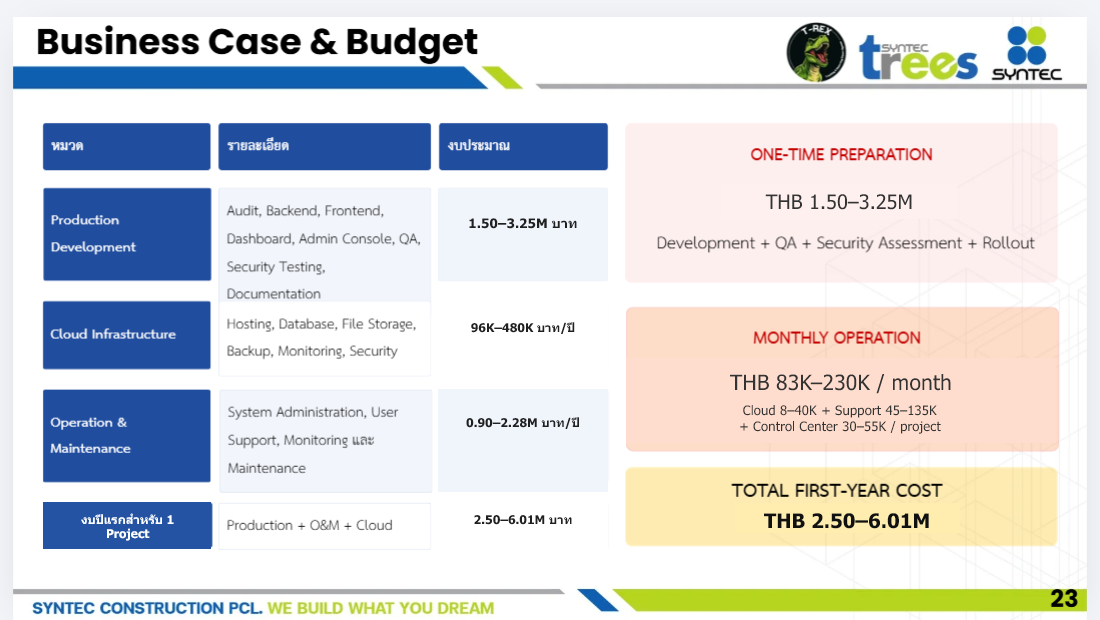 Business Case & Budget
T-REX
SYNTEC
trees
SYNTEC
หมวด
รายละเอียด
งบประมาณ
Production
Development
Audit, Backend, Frontend,
Dashboard, Admin Console, QA,
Security Testing,
Documentation
1.50–3.25M บาท
Cloud Infrastructure
Hosting, Database, File Storage,
Backup, Monitoring, Security
96K–480K บาท/ปี
Operation &
Maintenance
System Administration, User
Support, Monitoring และ
Maintenance
0.90–2.28M บาท/ปี
งบปีแรกสำหรับ 1
Project
Production + O&M + Cloud
2.50–6.01M บาท
ONE-TIME PREPARATION
THB 1.50–3.25M
Development + QA + Security Assessment + Rollout
MONTHLY OPERATION
THB 83K–230K / month
Cloud 8–40K + Support 45–135K
+ Control Center 30–55K / project
TOTAL FIRST-YEAR COST
THB 2.50–6.01M
SYNTEC CONSTRUCTION PCL. WE BUILD WHAT YOU DREAM
23